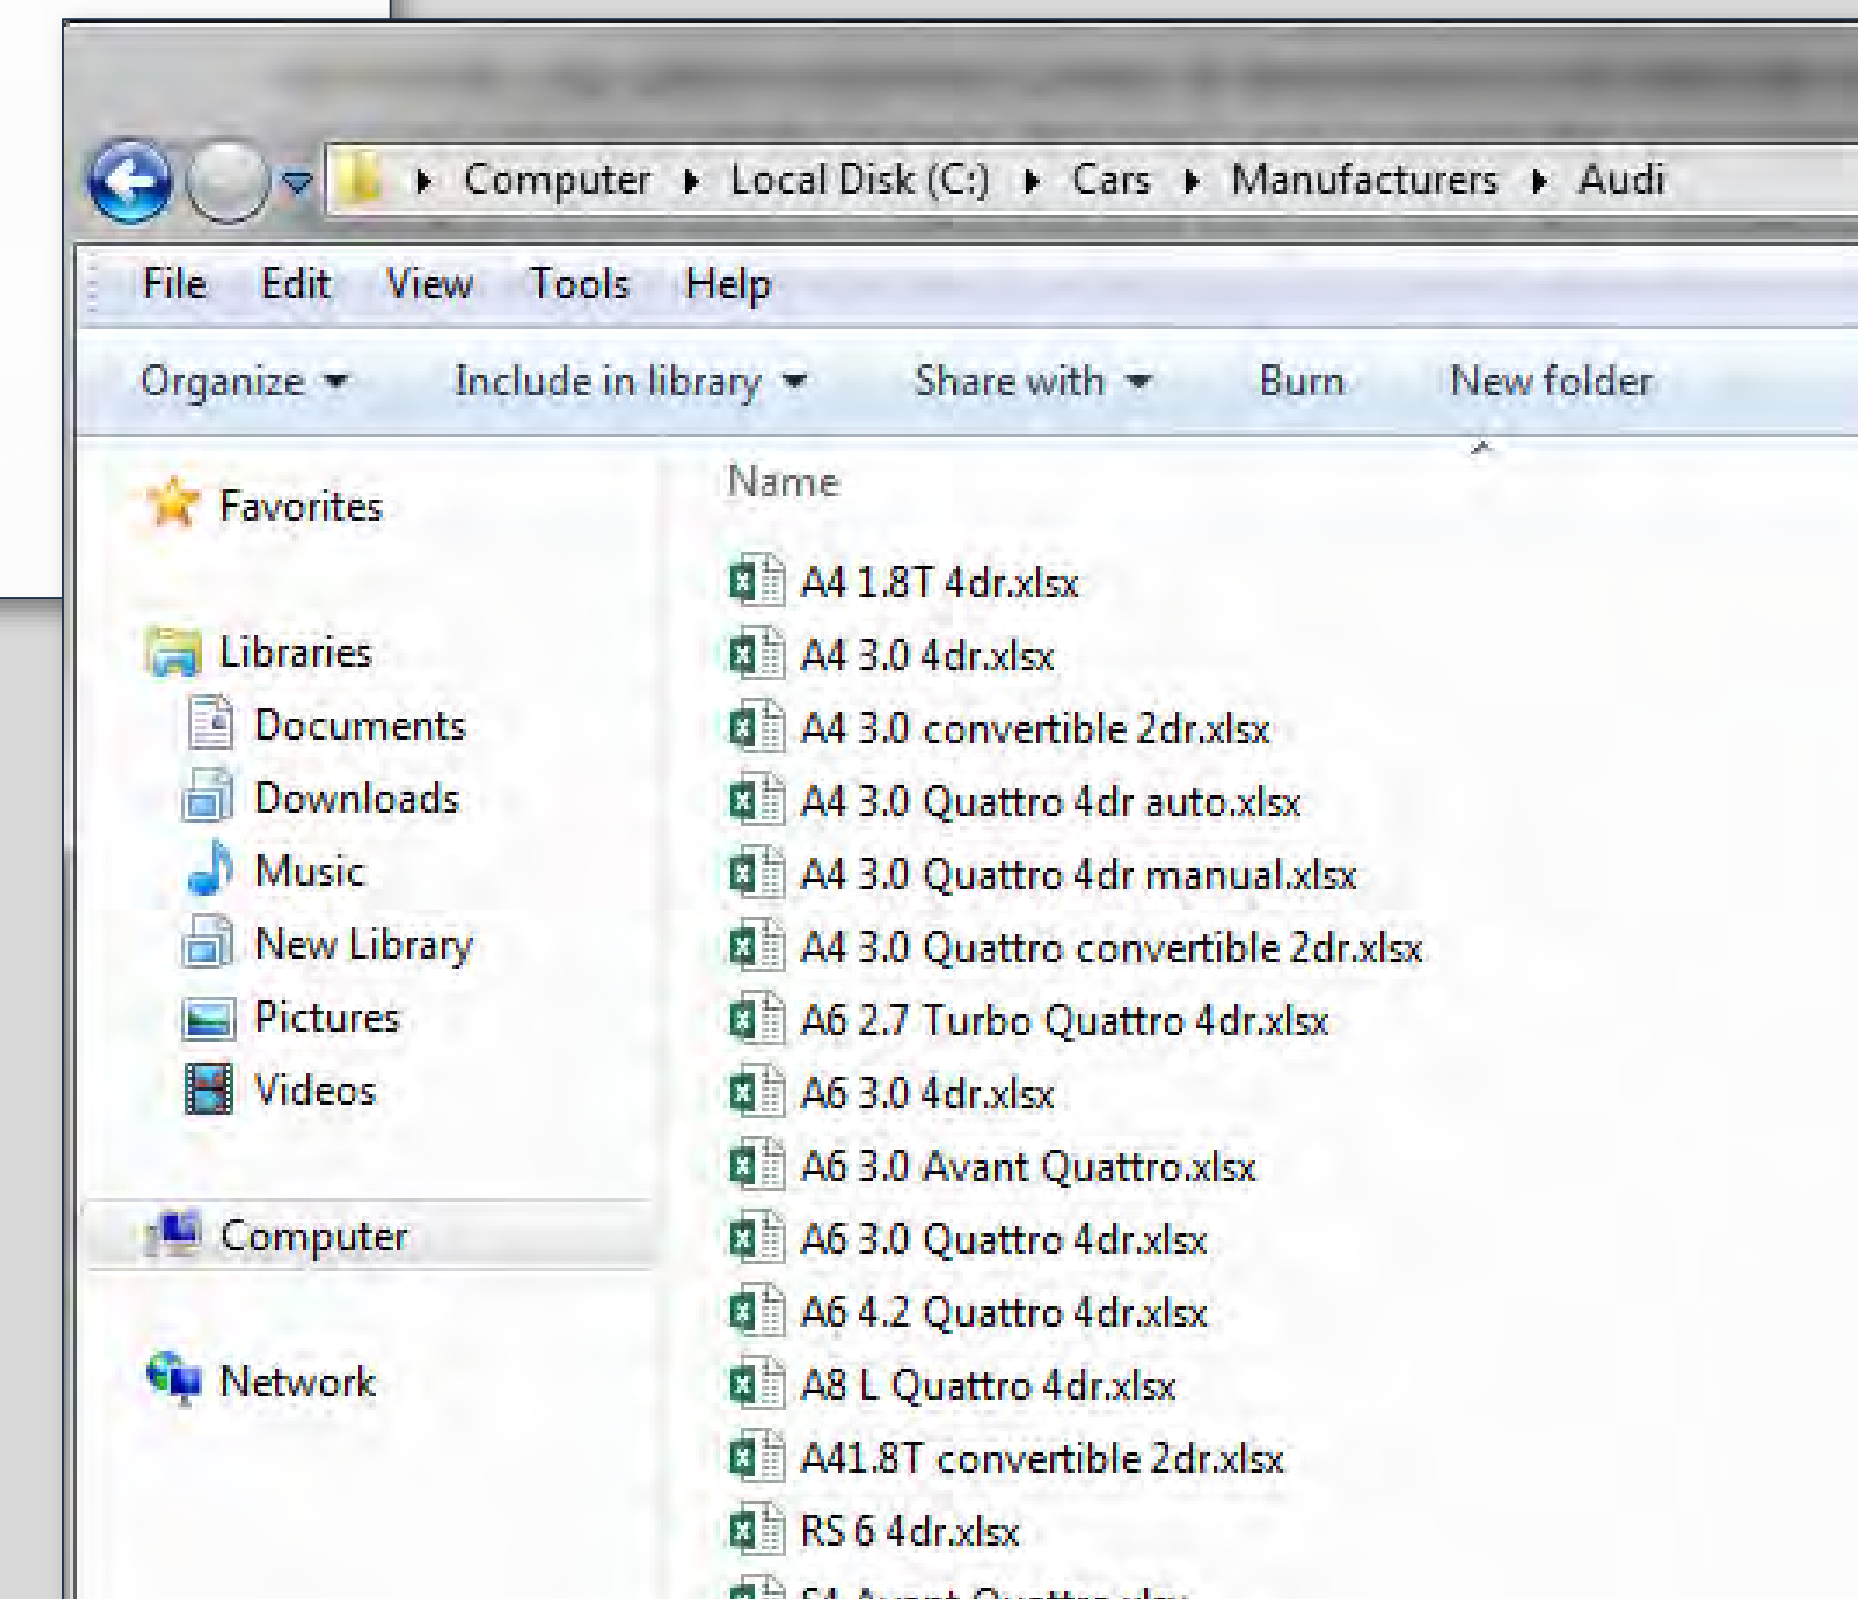 Computer Local Disk (C:) Cars Manufacturers Audi
File Edit View Tools Help
Organize Include in library Share with Burn New folder
Favorites
Libraries
Documents
Downloads
Music
New Library
Pictures
Videos
Computer
Network
Name
A4 1.8T 4dr.xlsx
A4 3.0 4dr.xlsx
A4 3.0 convertible 2dr.xlsx
A4 3.0 Quattro 4dr auto.xlsx
A4 3.0 Quattro 4dr manual.xlsx
A4 3.0 Quattro convertible 2dr.xlsx
A6 2.7 Turbo Quattro 4dr.xlsx
A6 3.0 4dr.xlsx
A6 3.0 Avant Quattro.xlsx
A6 3.0 Quattro 4dr.xlsx
A6 4.2 Quattro 4dr.xlsx
A8 L Quattro 4dr.xlsx
A41.8T convertible 2dr.xlsx
RS 6 4dr.xlsx